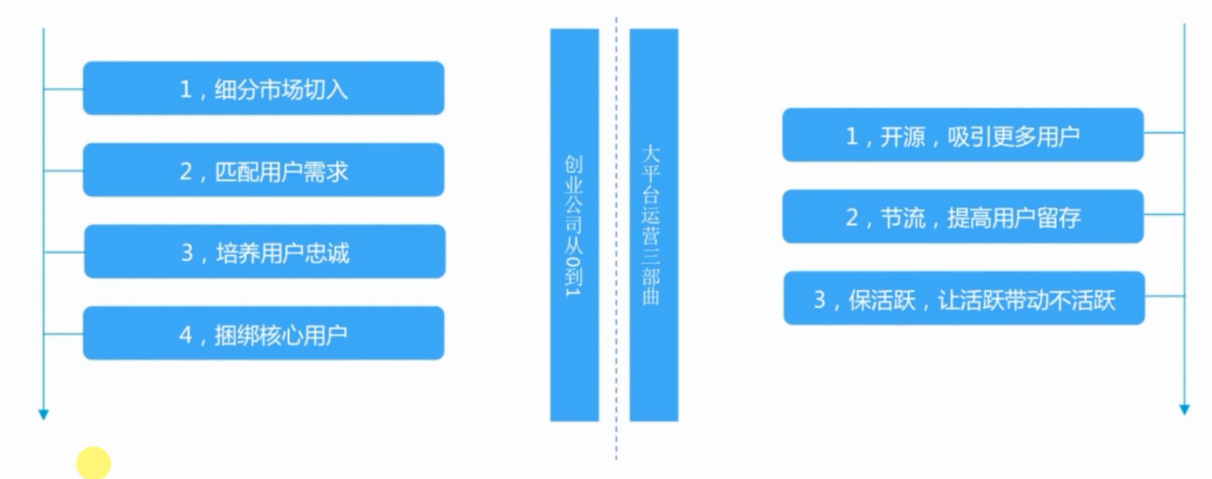 1，细分市场切入
2，匹配用户需求
3，培养用户忠诚
4，捆绑核心用户
创业公司从0到1
大平台运营三部曲
1，开源，吸引更多用户
2，节流，提高用户留存
3，保活跃，让活跃带动不活跃